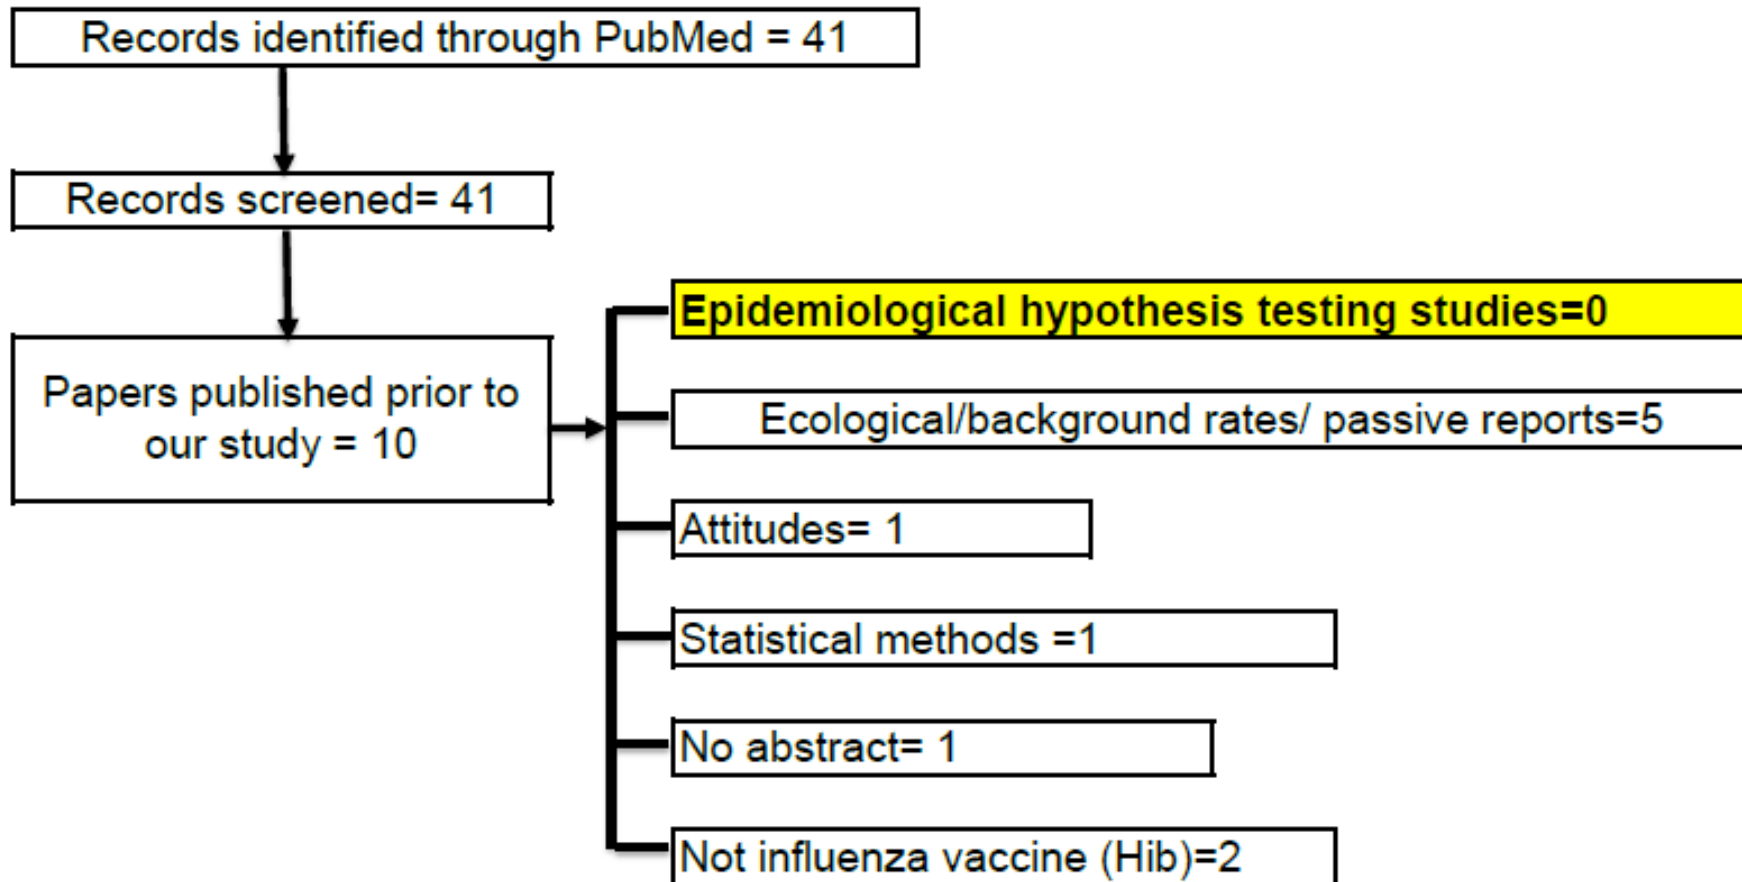 Records identified through PubMed = 41
Records screened= 41
Papers published prior to
our study = 10
Epidemiological hypothesis testing studies=0
Ecological/background rates/ passive reports=5
Attitudes= 1
Statistical methods =1
No abstract= 1
Not influenza vaccine (Hib)=2